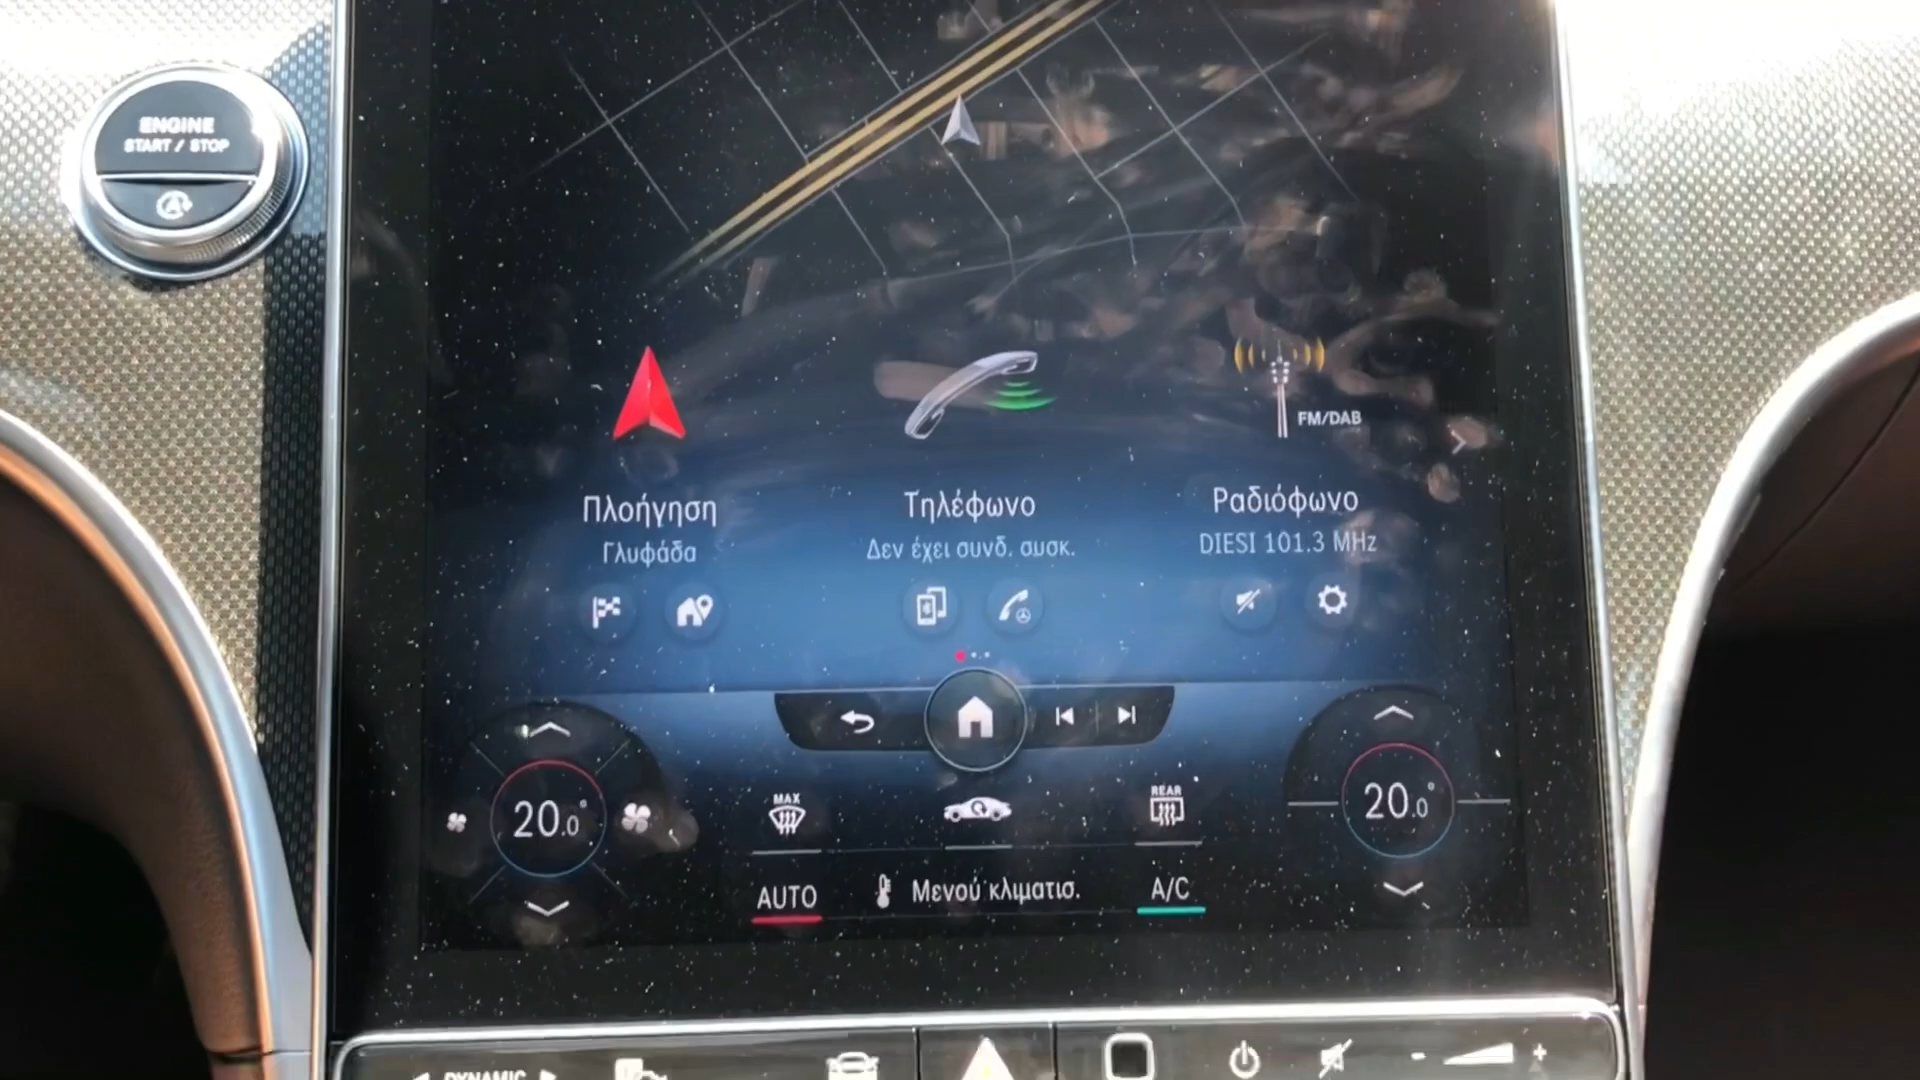 ENGINE
START / STOP
FM/DAB
Πλοήγηση
Γλυφάδα
Τηλέφωνο
Δεν έχει συνδ. συσκ.
Ραδιόφωνο
DIESI 101.3 MHz
20.0°
MAX
REAR
20.0°
AUTO
Μενού κλιματισ.
A/C
DYNAMIC